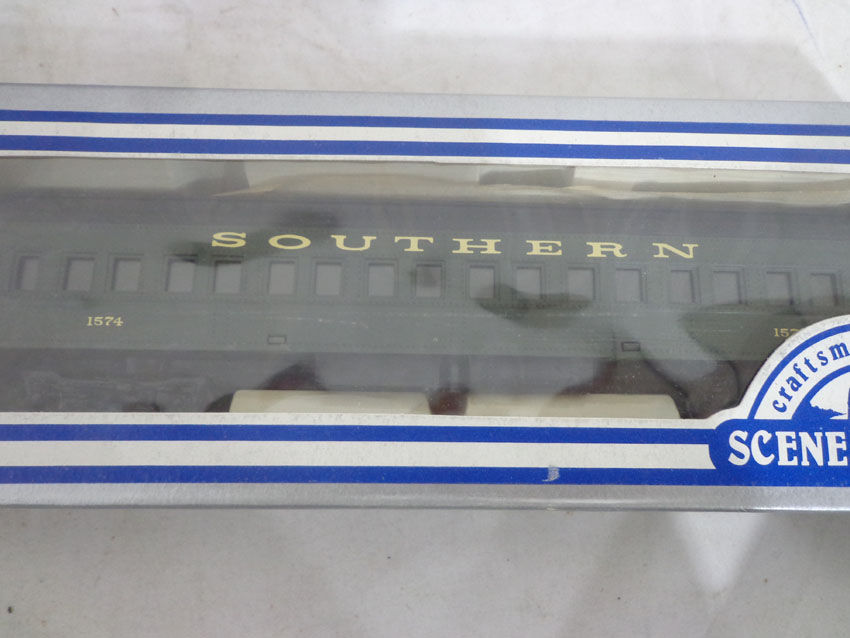 SOUTHERN
1574
craftsm
SCENE